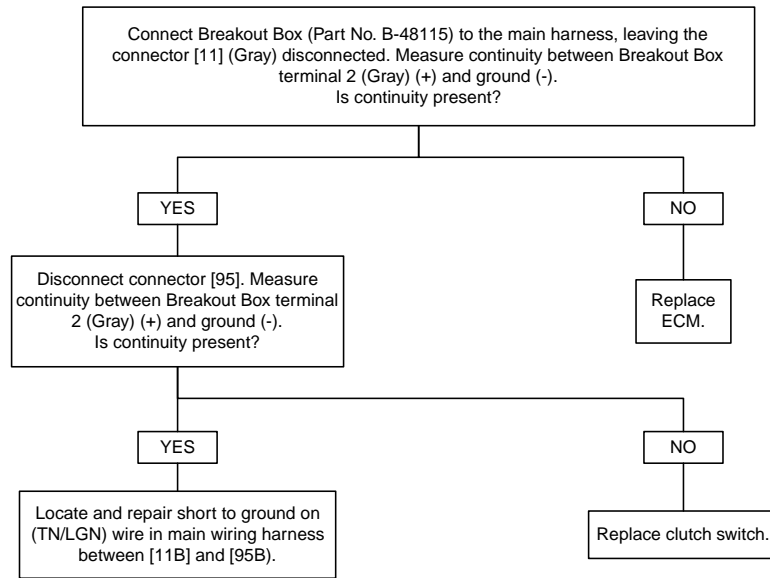 Connect Breakout Box (Part No. B-48115) to the main harness, leaving the
connector [11] (Gray) disconnected. Measure continuity between Breakout Box
terminal 2 (Gray) (+) and ground (-).
Is continuity present?
YES
NO
Disconnect connector [95]. Measure
continuity between Breakout Box terminal
2 (Gray) (+) and ground (-).
Is continuity present?
Replace
ECM.
YES
NO
Locate and repair short to ground on
(TN/LGN) wire in main wiring harness
between [11B] and [95B).
Replace clutch switch.